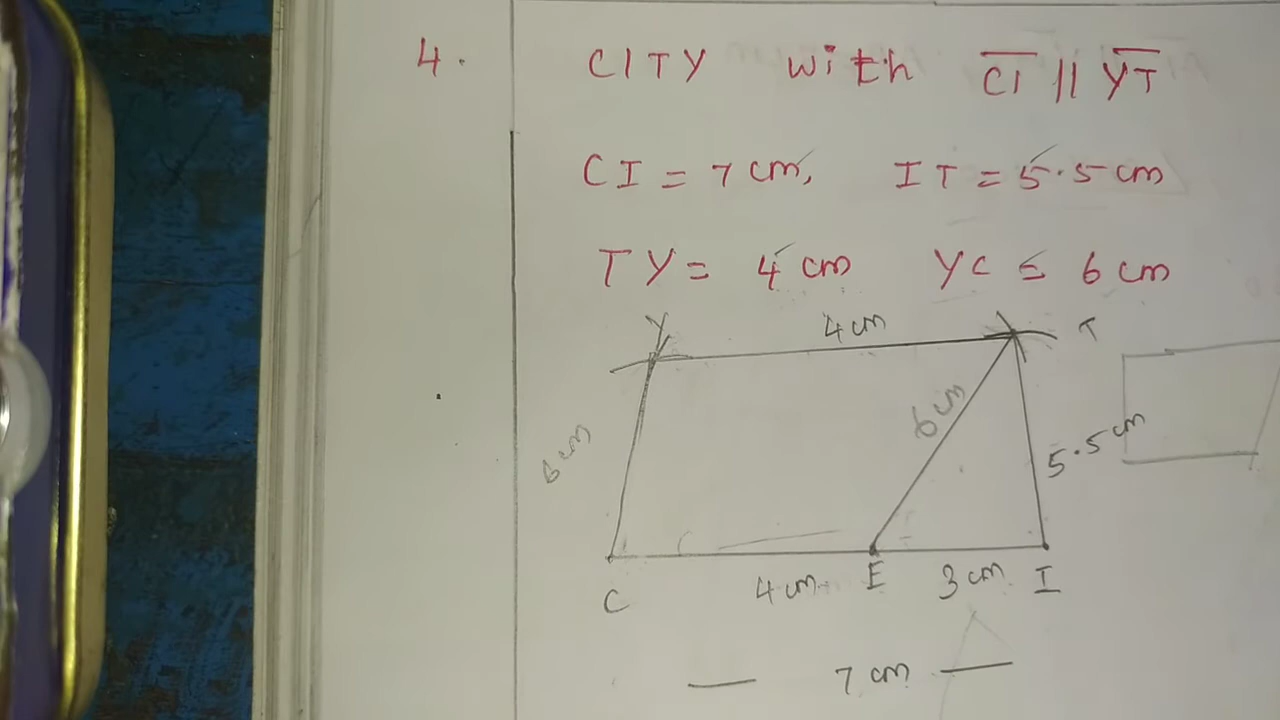 4. CITY with CI || YT
CI = 7 cm, IT = 5.5 cm
TY = 4 cm YC = 6 cm
Y 4 cm T
6 cm 6 cm 5.5 cm
C 4 cm E 3 cm I
7 cm